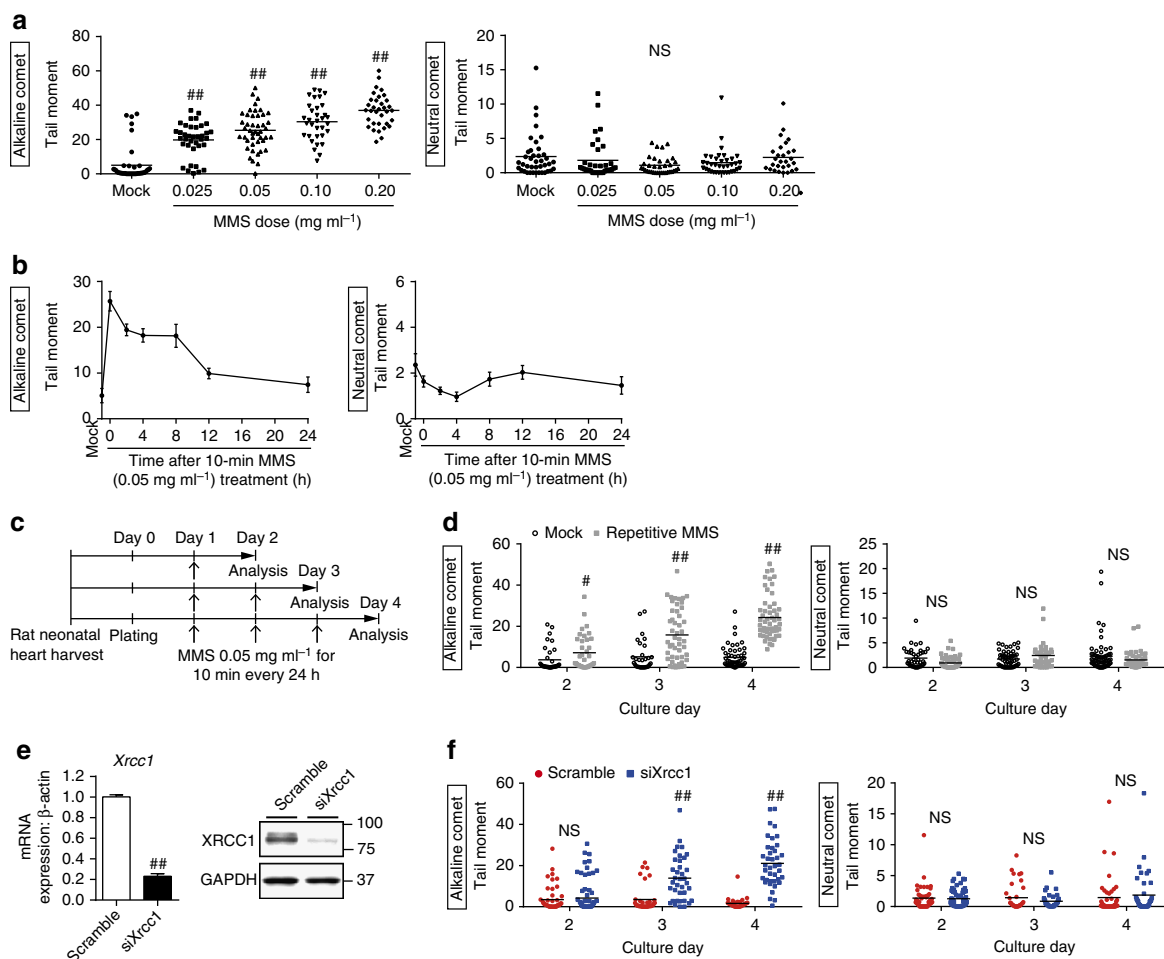 a
Alkaline comet
Tail moment
60
40
20
0
##
##
##
##
Mock
0.025
0.05
0.10
0.20
MMS dose (mg ml⁻¹)
Neutral comet
Tail moment
20
15
10
5
0
NS
Mock
0.025
0.05
0.10
0.20
MMS dose (mg ml⁻¹)
b
Alkaline comet
Tail moment
30
20
10
0
Mock
0
4
8
12
16
20
24
Time after 10-min MMS
(0.05 mg ml⁻¹) treatment (h)
Neutral comet
Tail moment
6
4
2
0
Mock
0
4
8
12
16
20
24
Time after 10-min MMS
(0.05 mg ml⁻¹) treatment (h)
c
Day 0
Day 1
Day 2
Analysis
Day 3
Analysis
Day 4
Rat neonatal
heart harvest
Plating
Analysis
MMS 0.05 mg ml⁻¹ for
10 min every 24 h
d
Mock
Repetitive MMS
Alkaline comet
Tail moment
60
40
20
0
#
##
##
2
3
4
Culture day
Neutral comet
Tail moment
25
20
15
10
5
0
NS
NS
NS
2
3
4
Culture day
e
Xrcc1
mRNA
expression: β-actin
1.2
1.0
0.8
0.6
0.4
0.2
0.0
##
Scramble
siXrcc1
Scramble
siXrcc1
XRCC1
100
75
GAPDH
37
f
Scramble
siXrcc1
Alkaline comet
Tail moment
60
40
20
0
NS
##
##
2
3
4
Culture day
Neutral comet
Tail moment
20
15
10
5
0
NS
NS
NS
2
3
4
Culture day